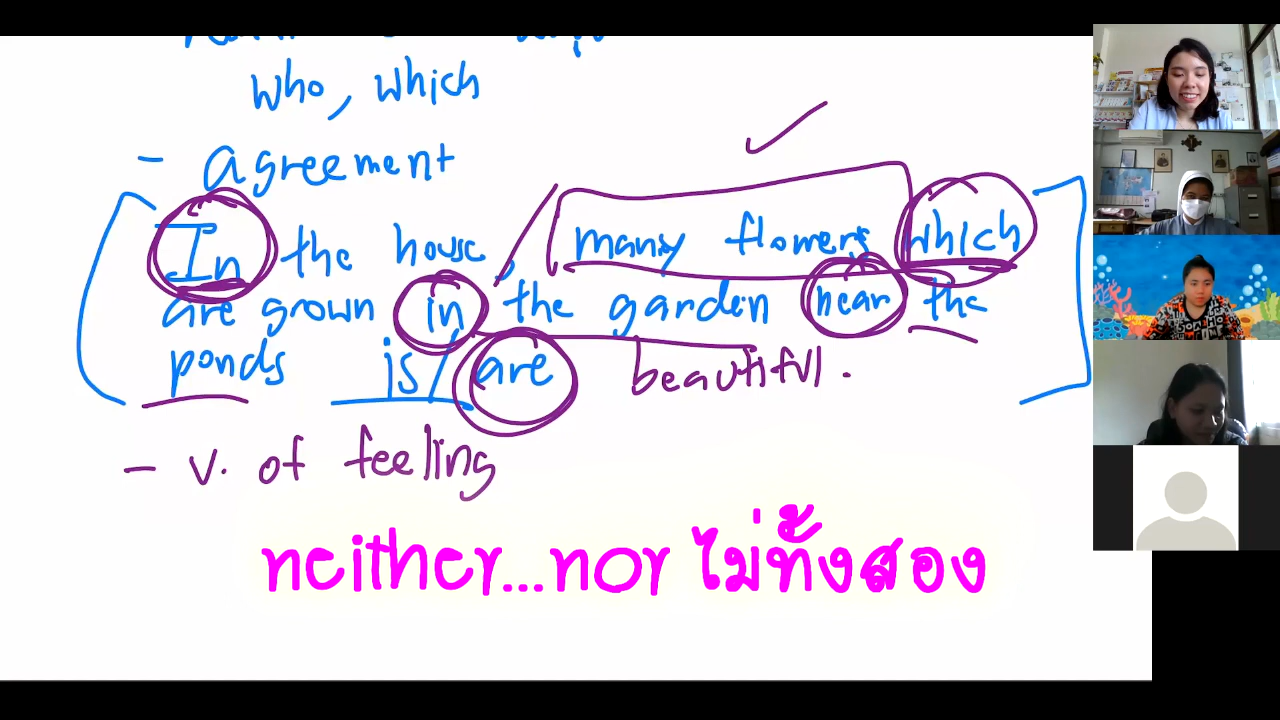 who, which
- agreement
In the house, many flowers which
are grown in the garden near the
ponds is/are beautiful.
- v. of feeling
neither...nor ไม่ทั้งสอง